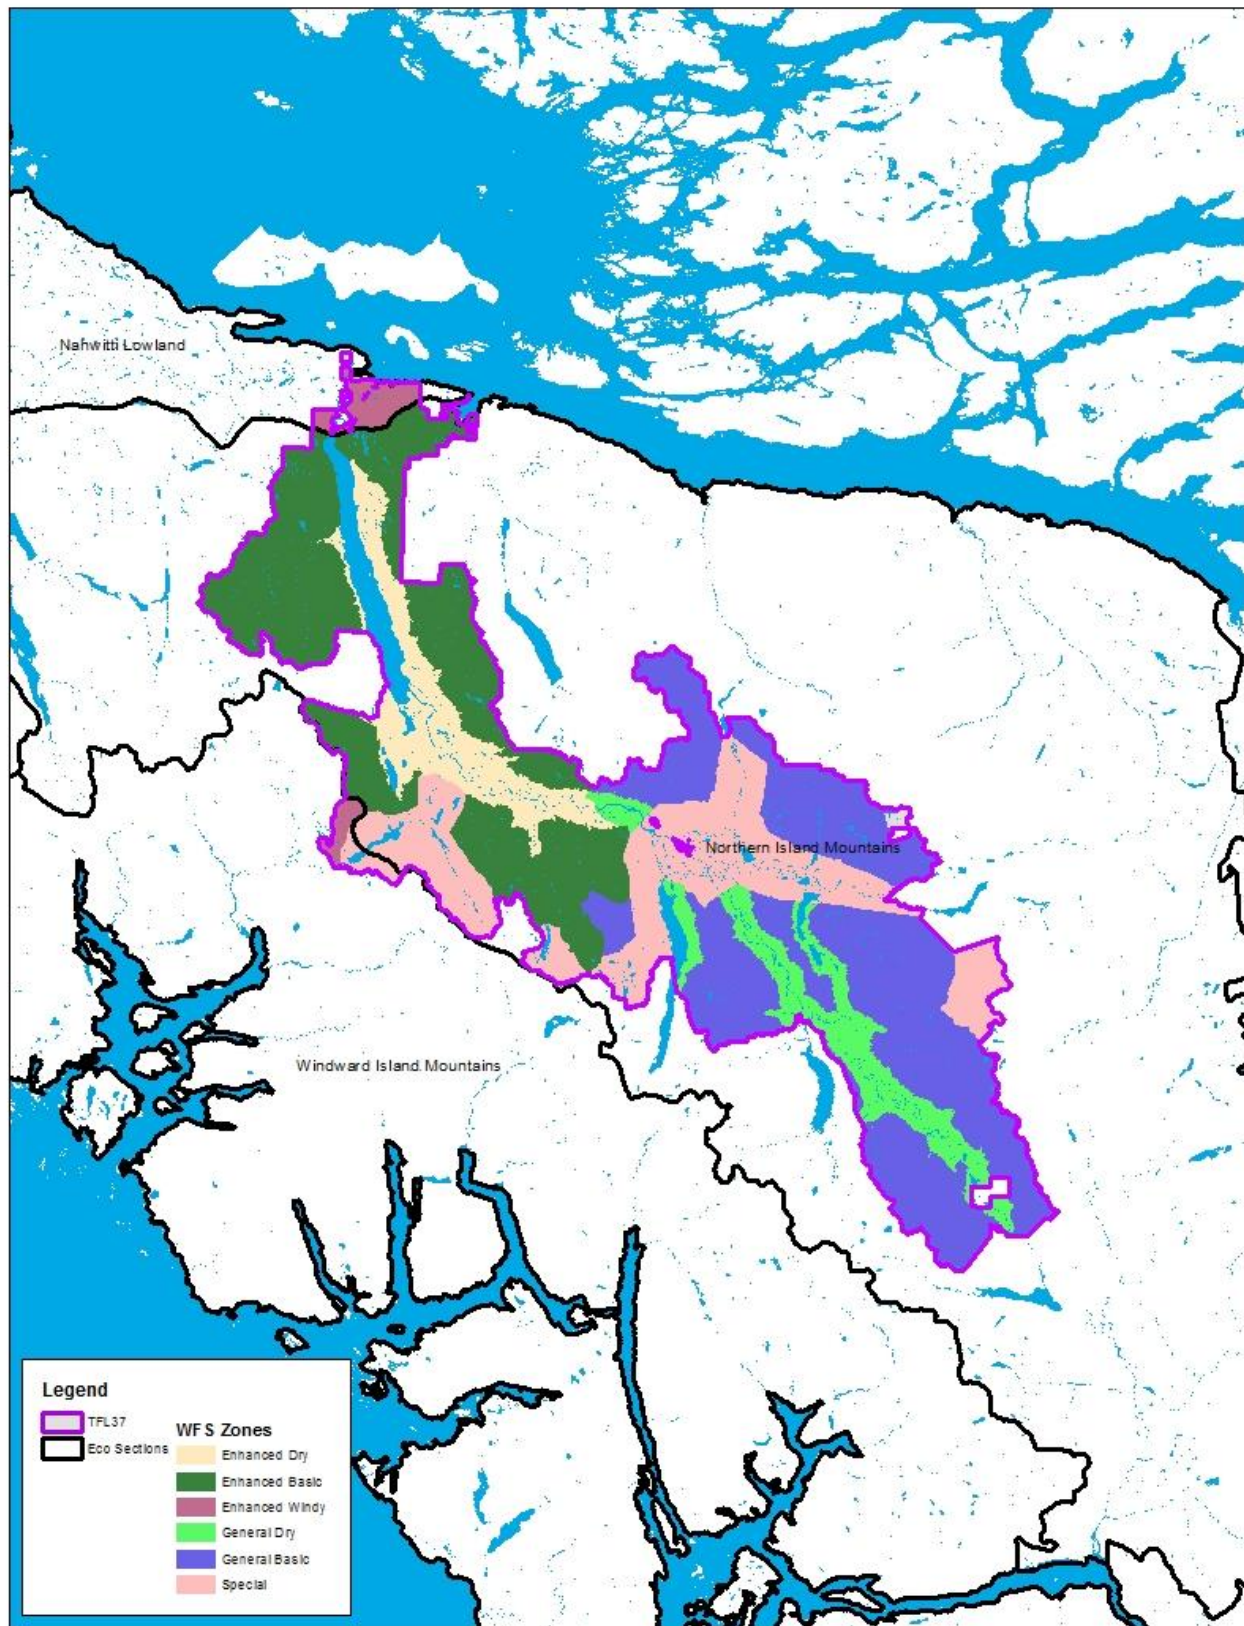 Nahwitti Lowland
Northern Island Mountains
Windward Island Mountains
Legend
TFL37
Eco Sections
WFS Zones
Enhanced Dry
Enhanced Basic
Enhanced Windy
General Dry
General Basic
Special